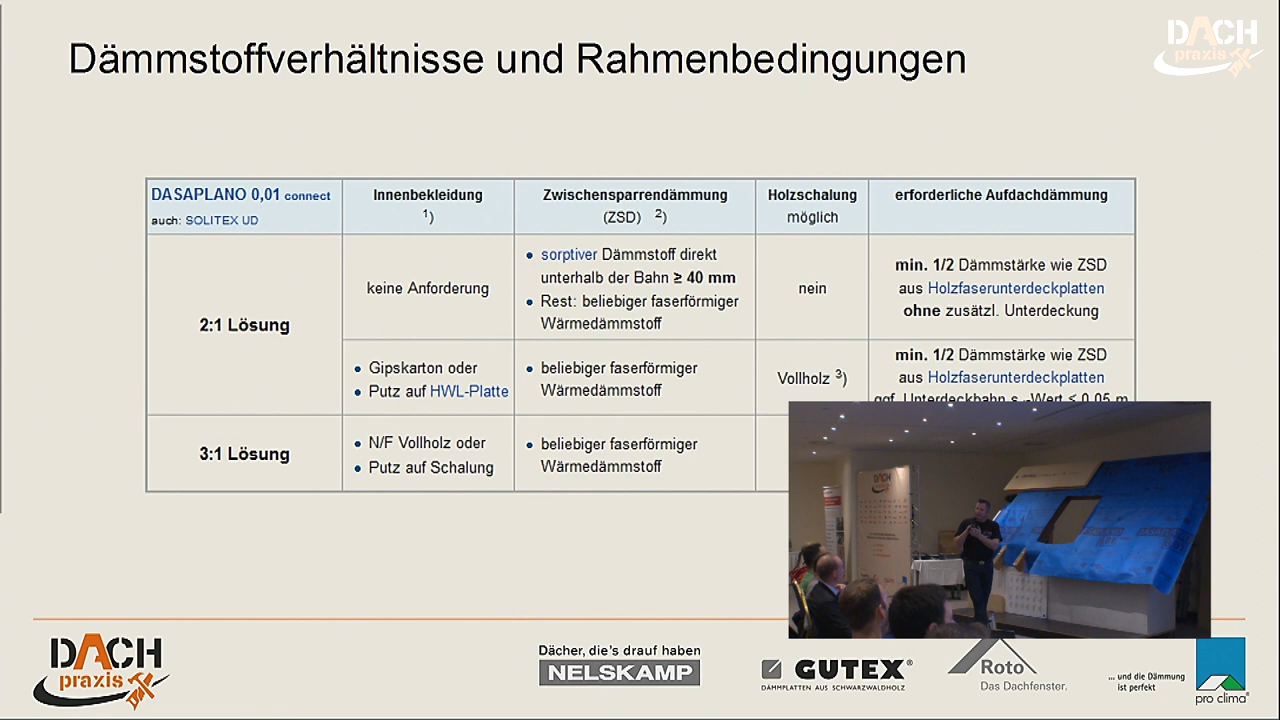 Dämmstoffverhältnisse und Rahmenbedingungen
DACH
praxis
DASAPLANO 0,01 connect
auch: SOLITEX UD
Innenbekleidung
1)
Zwischensparrendämmung
(ZSD) 2)
Holzschalung
möglich
erforderliche Aufdachdämmung
2:1 Lösung
keine Anforderung
• sorptiver Dämmstoff direkt
unterhalb der Bahn ≥ 40 mm
• Rest: beliebiger faserförmiger
Wärmedämmstoff
nein
min. 1/2 Dämmstärke wie ZSD
aus Holzfaserunterdeckplatten
ohne zusätzl. Unterdeckung
• Gipskarton oder
• Putz auf HWL-Platte
• beliebiger faserförmiger
Wärmedämmstoff
Vollholz 3)
min. 1/2 Dämmstärke wie ZSD
aus Holzfaserunterdeckplatten
ggf. Unterdeckbahn s -Wert ≤ 0,05 m
3:1 Lösung
• N/F Vollholz oder
• Putz auf Schalung
• beliebiger faserförmiger
Wärmedämmstoff
DACH
DACH
praxis
Dächer, die's drauf haben
NELSKAMP
GUTEX®
DÄMMPLATTEN AUS SCHWARZWALDHOLZ
Roto
Das Dachfenster.
... und die Dämmung
ist perfekt
pro clima®